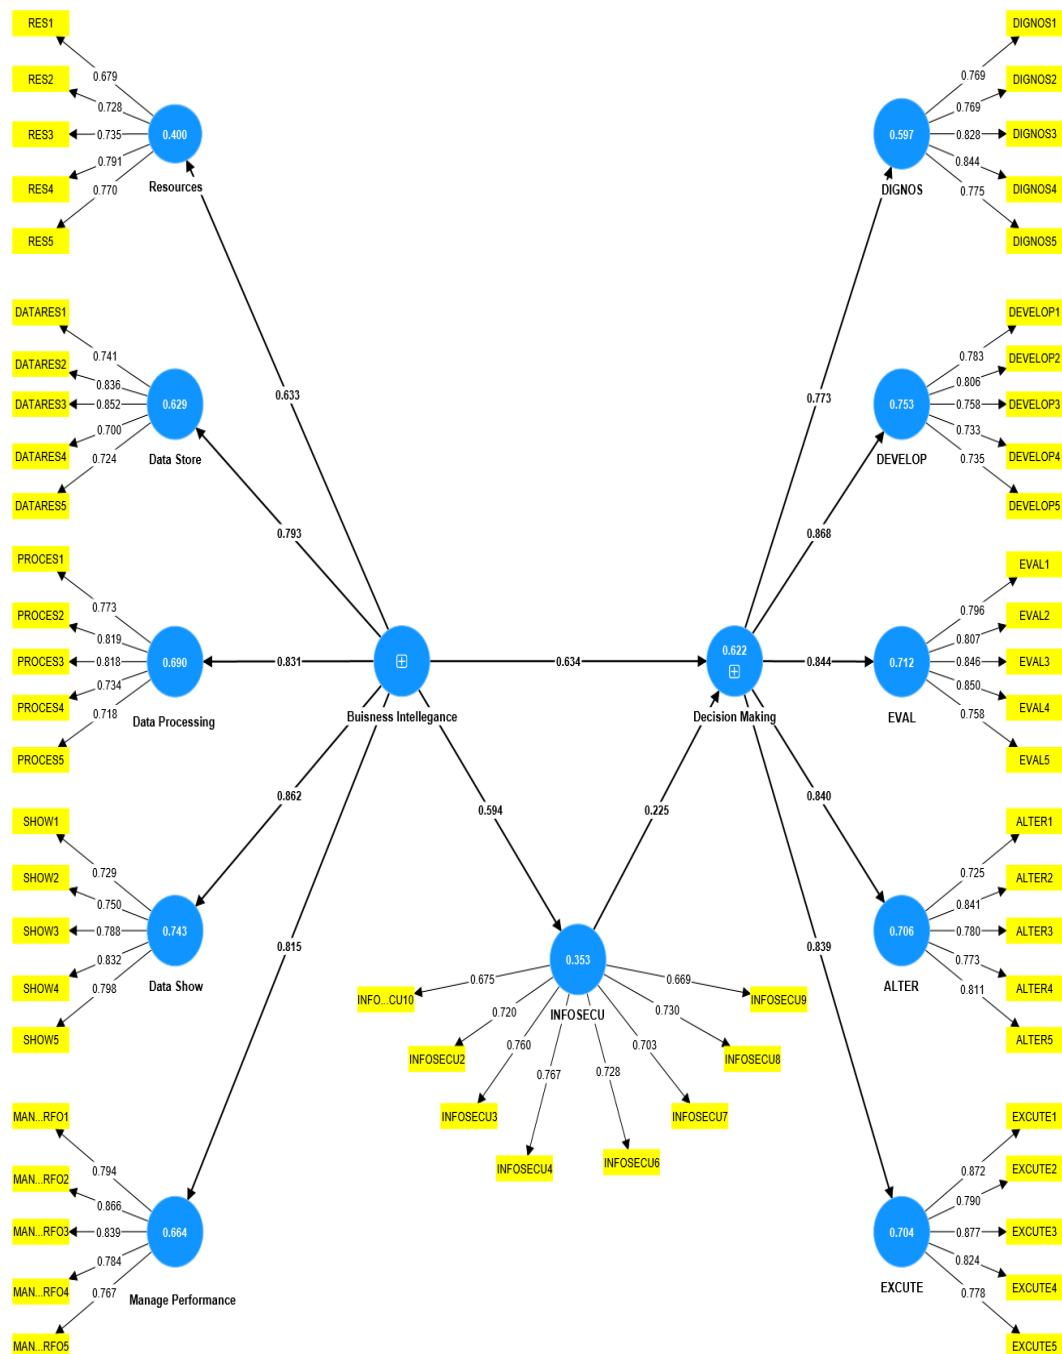 RES1
RES2
RES3
RES4
RES5
0.679
0.728
0.735
0.791
0.770
0.400
Resources
DATARES1
DATARES2
DATARES3
DATARES4
DATARES5
0.741
0.836
0.852
0.700
0.724
0.629
Data Store
PROCES1
PROCES2
PROCES3
PROCES4
PROCES5
0.773
0.819
0.818
0.734
0.718
0.690
Data Processing
SHOW1
SHOW2
SHOW3
SHOW4
SHOW5
0.729
0.750
0.788
0.832
0.798
0.743
Data Show
MAN...RFO1
MAN...RFO2
MAN...RFO3
MAN...RFO4
MAN...RFO5
0.794
0.866
0.839
0.784
0.767
0.664
Manage Performance
0.633
0.793
0.831
0.862
0.815
Buisness Intellegance
0.634
0.594
0.225
0.353
INFOSECU
0.675
0.720
0.760
0.767
0.728
0.703
0.730
0.669
INFO...CU10
INFOSECU2
INFOSECU3
INFOSECU4
INFOSECU6
INFOSECU7
INFOSECU8
INFOSECU9
0.622
Decision Making
0.773
0.868
0.844
0.840
0.839
0.597
DIGNOS
0.769
0.769
0.828
0.844
0.775
DIGNOS1
DIGNOS2
DIGNOS3
DIGNOS4
DIGNOS5
0.753
DEVELOP
0.783
0.806
0.758
0.733
0.735
DEVELOP1
DEVELOP2
DEVELOP3
DEVELOP4
DEVELOP5
0.712
EVAL
0.796
0.807
0.846
0.850
0.758
EVAL1
EVAL2
EVAL3
EVAL4
EVAL5
0.706
ALTER
0.725
0.841
0.780
0.773
0.811
ALTER1
ALTER2
ALTER3
ALTER4
ALTER5
0.704
EXCUTE
0.872
0.790
0.877
0.824
0.778
EXCUTE1
EXCUTE2
EXCUTE3
EXCUTE4
EXCUTE5